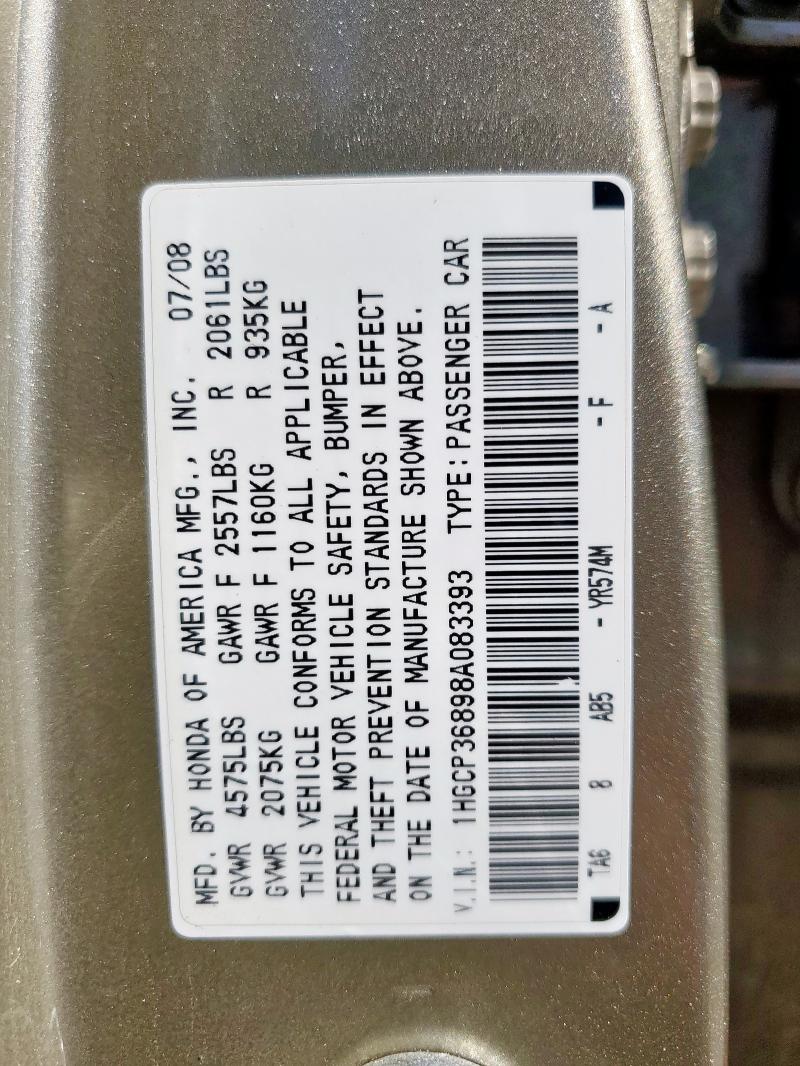 MFD. BY HONDA OF AMERICA MFG., INC. 07/08
GVWR 4575LBS GAWR F 2557LBS R 2061LBS
GVWR 2075KG GAWR F 1160KG R 935KG
THIS VEHICLE CONFORMS TO ALL APPLICABLE
FEDERAL MOTOR VEHICLE SAFETY, BUMPER,
AND THEFT PREVENTION STANDARDS IN EFFECT
ON THE DATE OF MANUFACTURE SHOWN ABOVE.
V.I.N.: 1HGCP36898A083393 TYPE:PASSENGER CAR
TA6 8 AB5 - YR574M - F - A